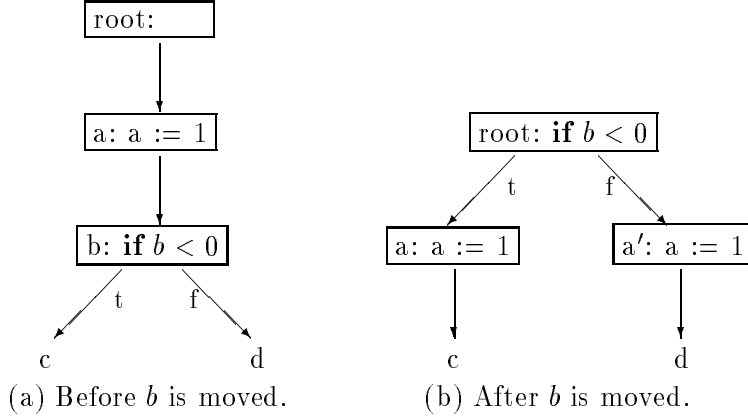 root:
a: a := 1
b: if b < 0
t f
c d
(a) Before b is moved.
root: if b < 0
t f
a: a := 1 a′: a := 1
c d
(b) After b is moved.